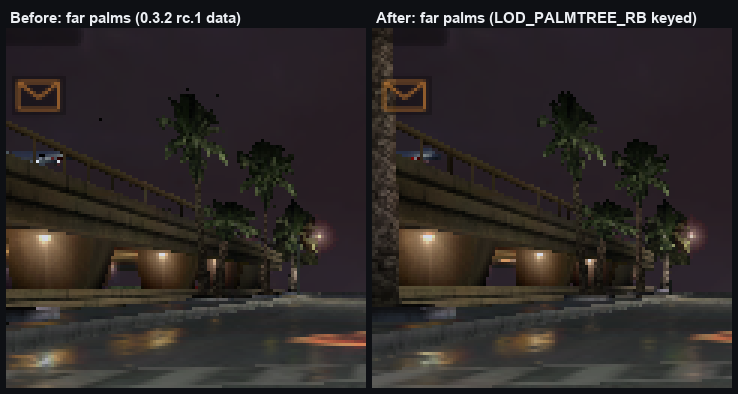 Before: far palms (0.3.2 rc.1 data)
After: far palms (LOD_PALMTREE_RB keyed)